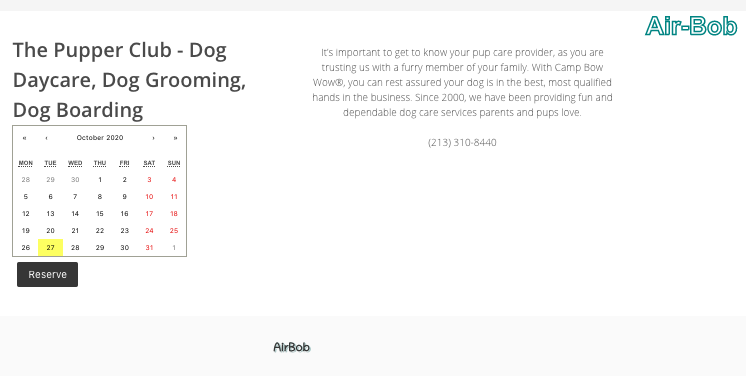 Air-Bob
The Pupper Club - Dog
Daycare, Dog Grooming,
Dog Boarding
« ‹ October 2020 › »
MON TUE WED THU FRI SAT SUN
28 29 30 1 2 3 4
5 6 7 8 9 10 11
12 13 14 15 16 17 18
19 20 21 22 23 24 25
26 27 28 29 30 31 1
Reserve
It's important to get to know your pup care provider, as you are
trusting us with a furry member of your family. With Camp Bow
Wow®, you can rest assured your dog is in the best, most qualified
hands in the business. Since 2000, we have been providing fun and
dependable dog care services parents and pups love.
(213) 310-8440
AirBob